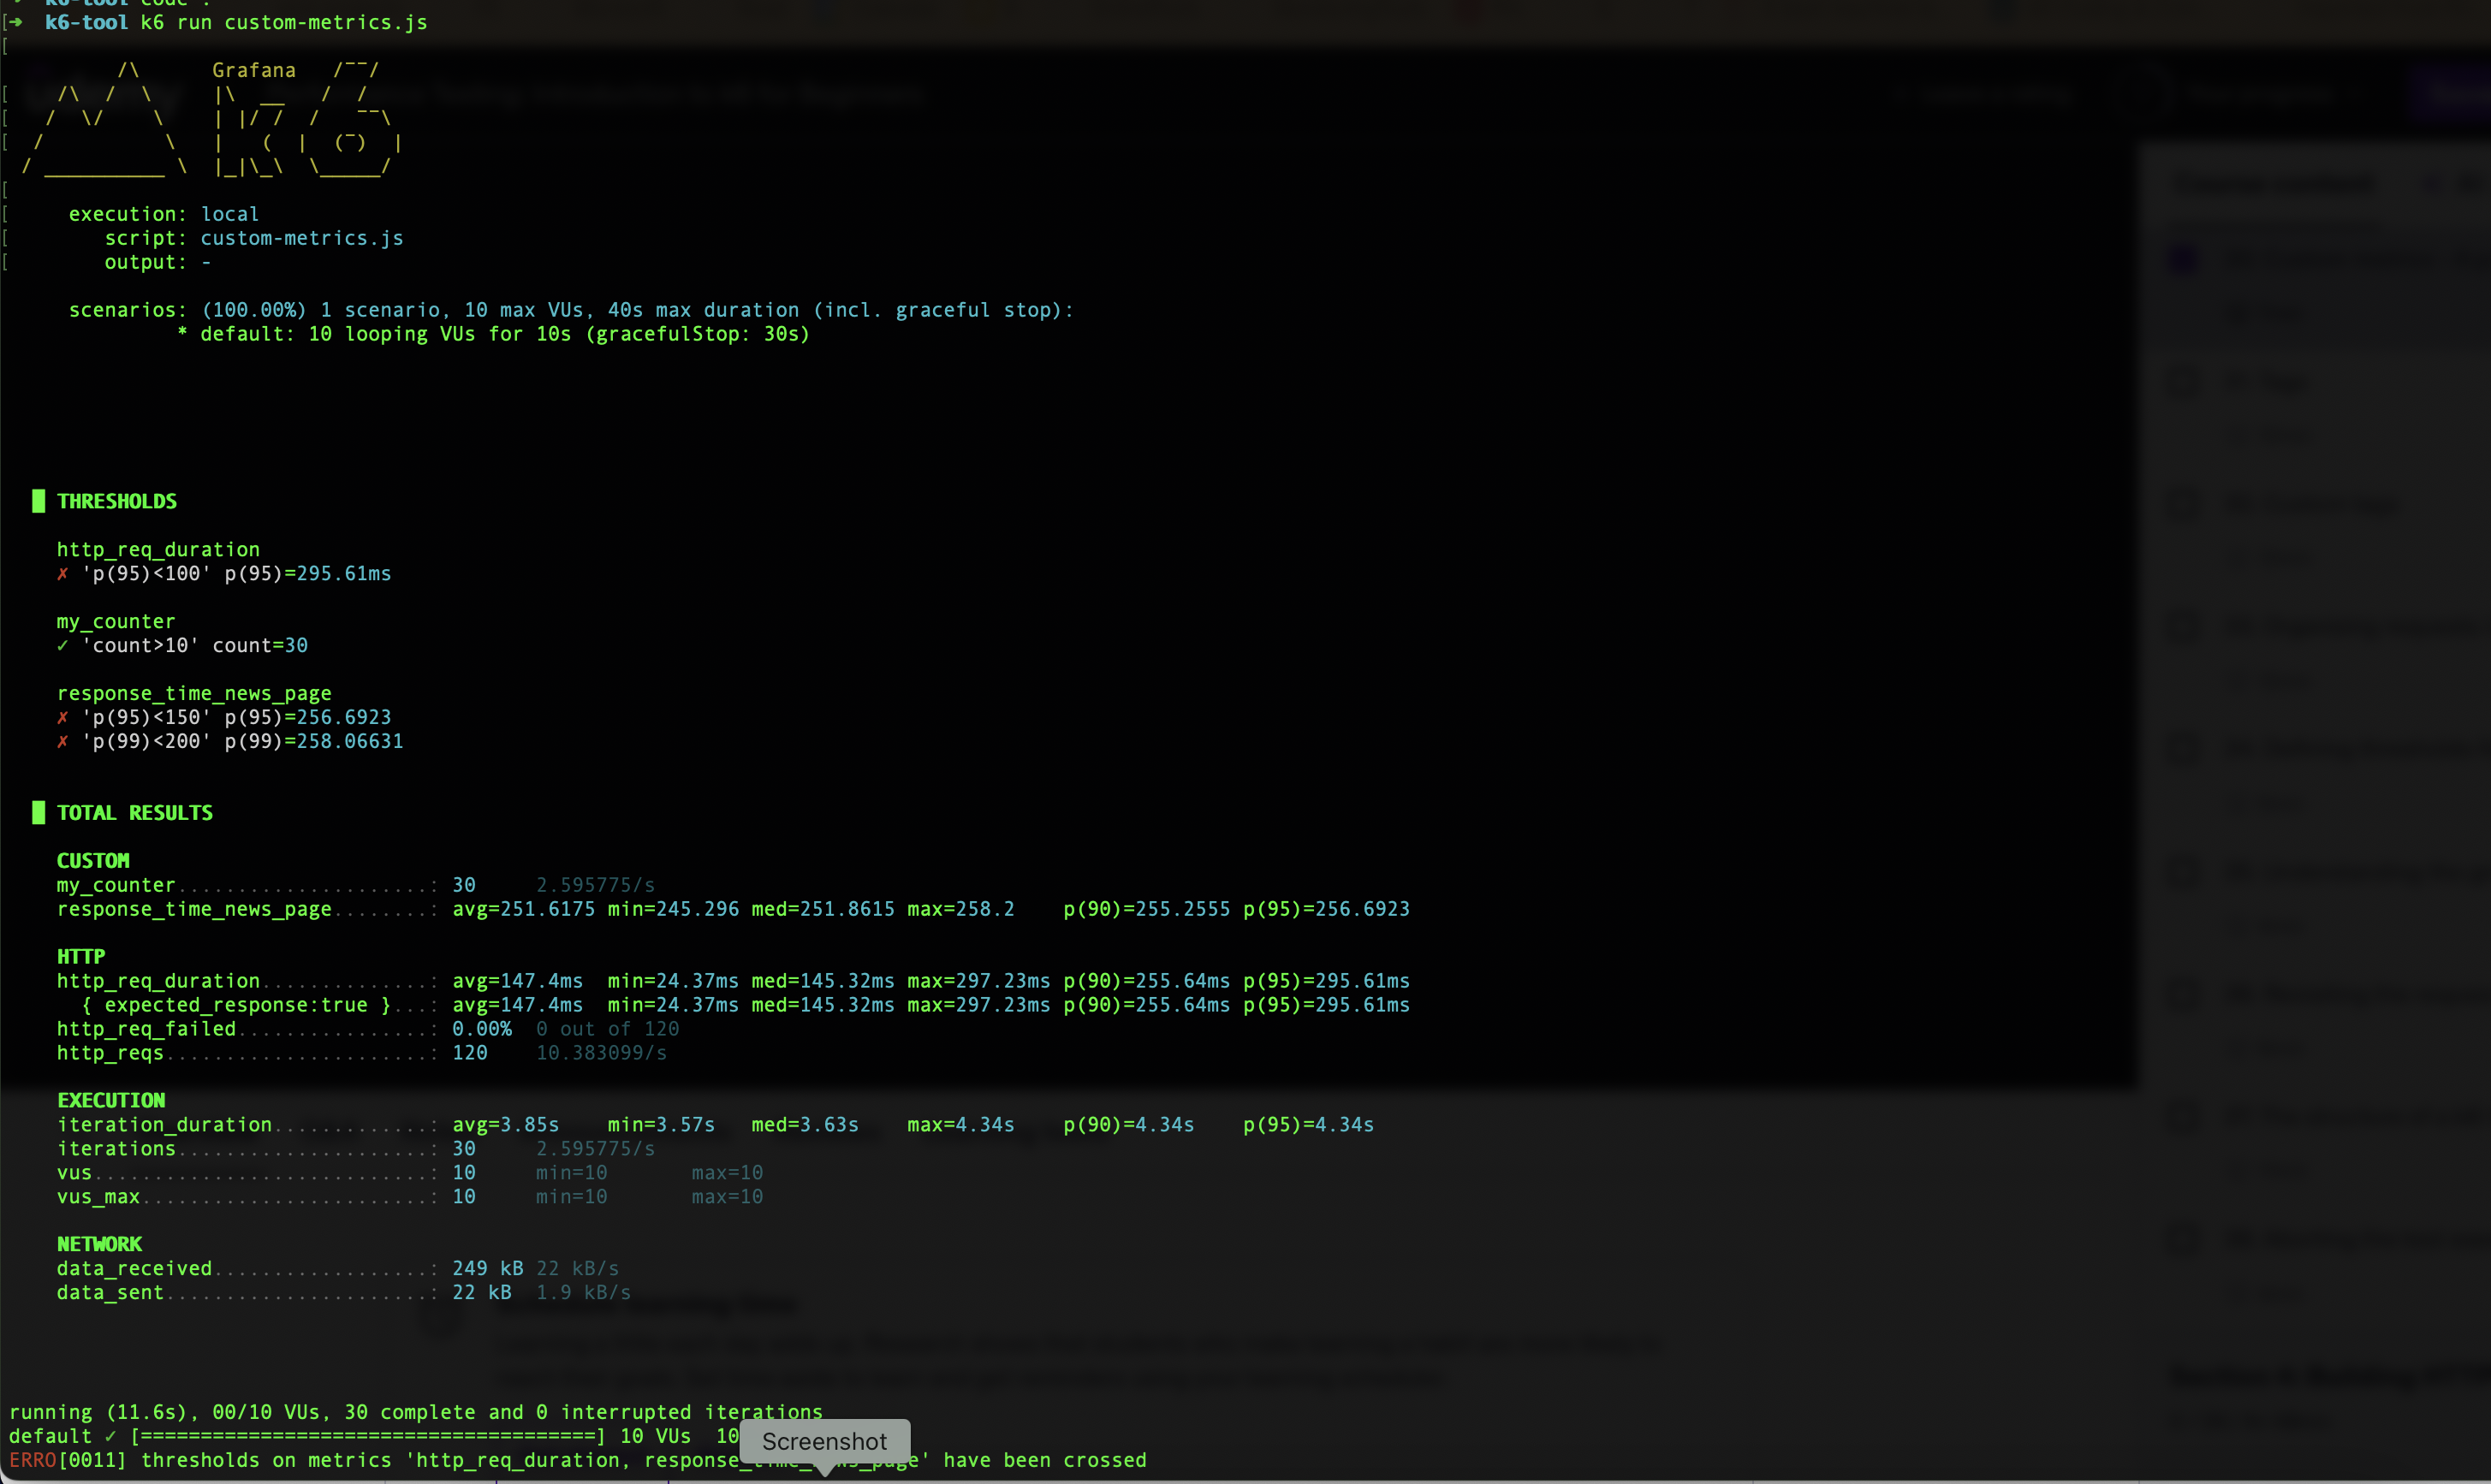 k6-tool code .
[➜  k6-tool k6 run custom-metrics.js
Grafana
execution: local
script: custom-metrics.js
output: -
scenarios: (100.00%) 1 scenario, 10 max VUs, 40s max duration (incl. graceful stop):
* default: 10 looping VUs for 10s (gracefulStop: 30s)
█ THRESHOLDS
http_req_duration
✗ 'p(95)<100' p(95)=295.61ms
my_counter
✓ 'count>10' count=30
response_time_news_page
✗ 'p(95)<150' p(95)=256.6923
✗ 'p(99)<200' p(99)=258.06631
█ TOTAL RESULTS
CUSTOM
my_counter.....................: 30     2.595775/s
response_time_news_page........: avg=251.6175 min=245.296 med=251.8615 max=258.2    p(90)=255.2555 p(95)=256.6923
HTTP
http_req_duration..............: avg=147.4ms  min=24.37ms med=145.32ms max=297.23ms p(90)=255.64ms p(95)=295.61ms
{ expected_response:true }...: avg=147.4ms  min=24.37ms med=145.32ms max=297.23ms p(90)=255.64ms p(95)=295.61ms
http_req_failed................: 0.00%  0 out of 120
http_reqs......................: 120    10.383099/s
EXECUTION
iteration_duration.............: avg=3.85s    min=3.57s   med=3.63s    max=4.34s    p(90)=4.34s    p(95)=4.34s
iterations.....................: 30     2.595775/s
vus............................: 10     min=10       max=10
vus_max........................: 10     min=10       max=10
NETWORK
data_received..................: 249 kB 22 kB/s
data_sent......................: 22 kB  1.9 kB/s
running (11.6s), 00/10 VUs, 30 complete and 0 interrupted iterations
default ✓ [======================================] 10 VUs  10
Screenshot
ERRO[0011] thresholds on metrics 'http_req_duration, response_time_news_page' have been crossed